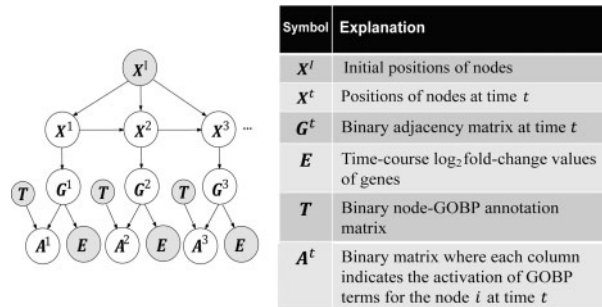 X^I
X^1 X^2 X^3 ...
T G^1 T G^2 T G^3
A^1 E A^2 E A^3 E
Symbol Explanation
X^I Initial positions of nodes
X^t Positions of nodes at time t
G^t Binary adjacency matrix at time t
E Time-course log_2 fold-change values
of genes
T Binary node-GOBP annotation
matrix
A^t Binary matrix where each column
indicates the activation of GOBP
terms for the node i at time t